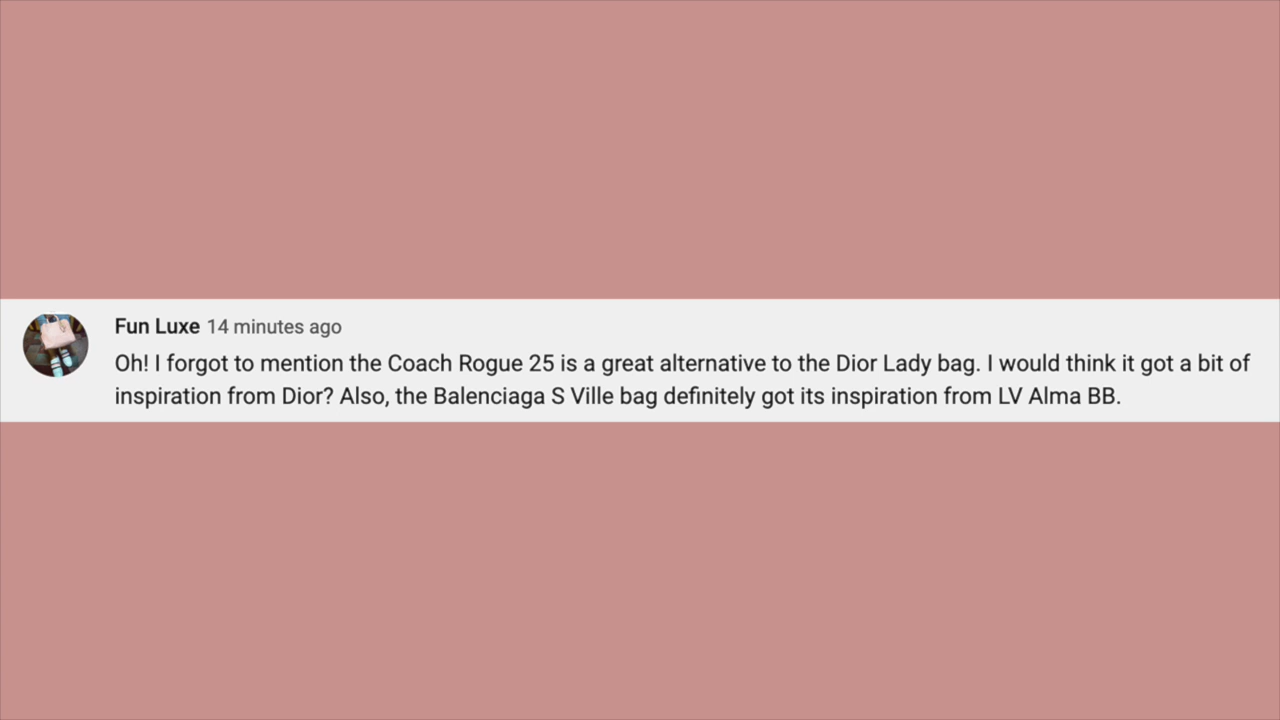 Fun Luxe 14 minutes ago
Oh! I forgot to mention the Coach Rogue 25 is a great alternative to the Dior Lady bag. I would think it got a bit of
inspiration from Dior? Also, the Balenciaga S Ville bag definitely got its inspiration from LV Alma BB.